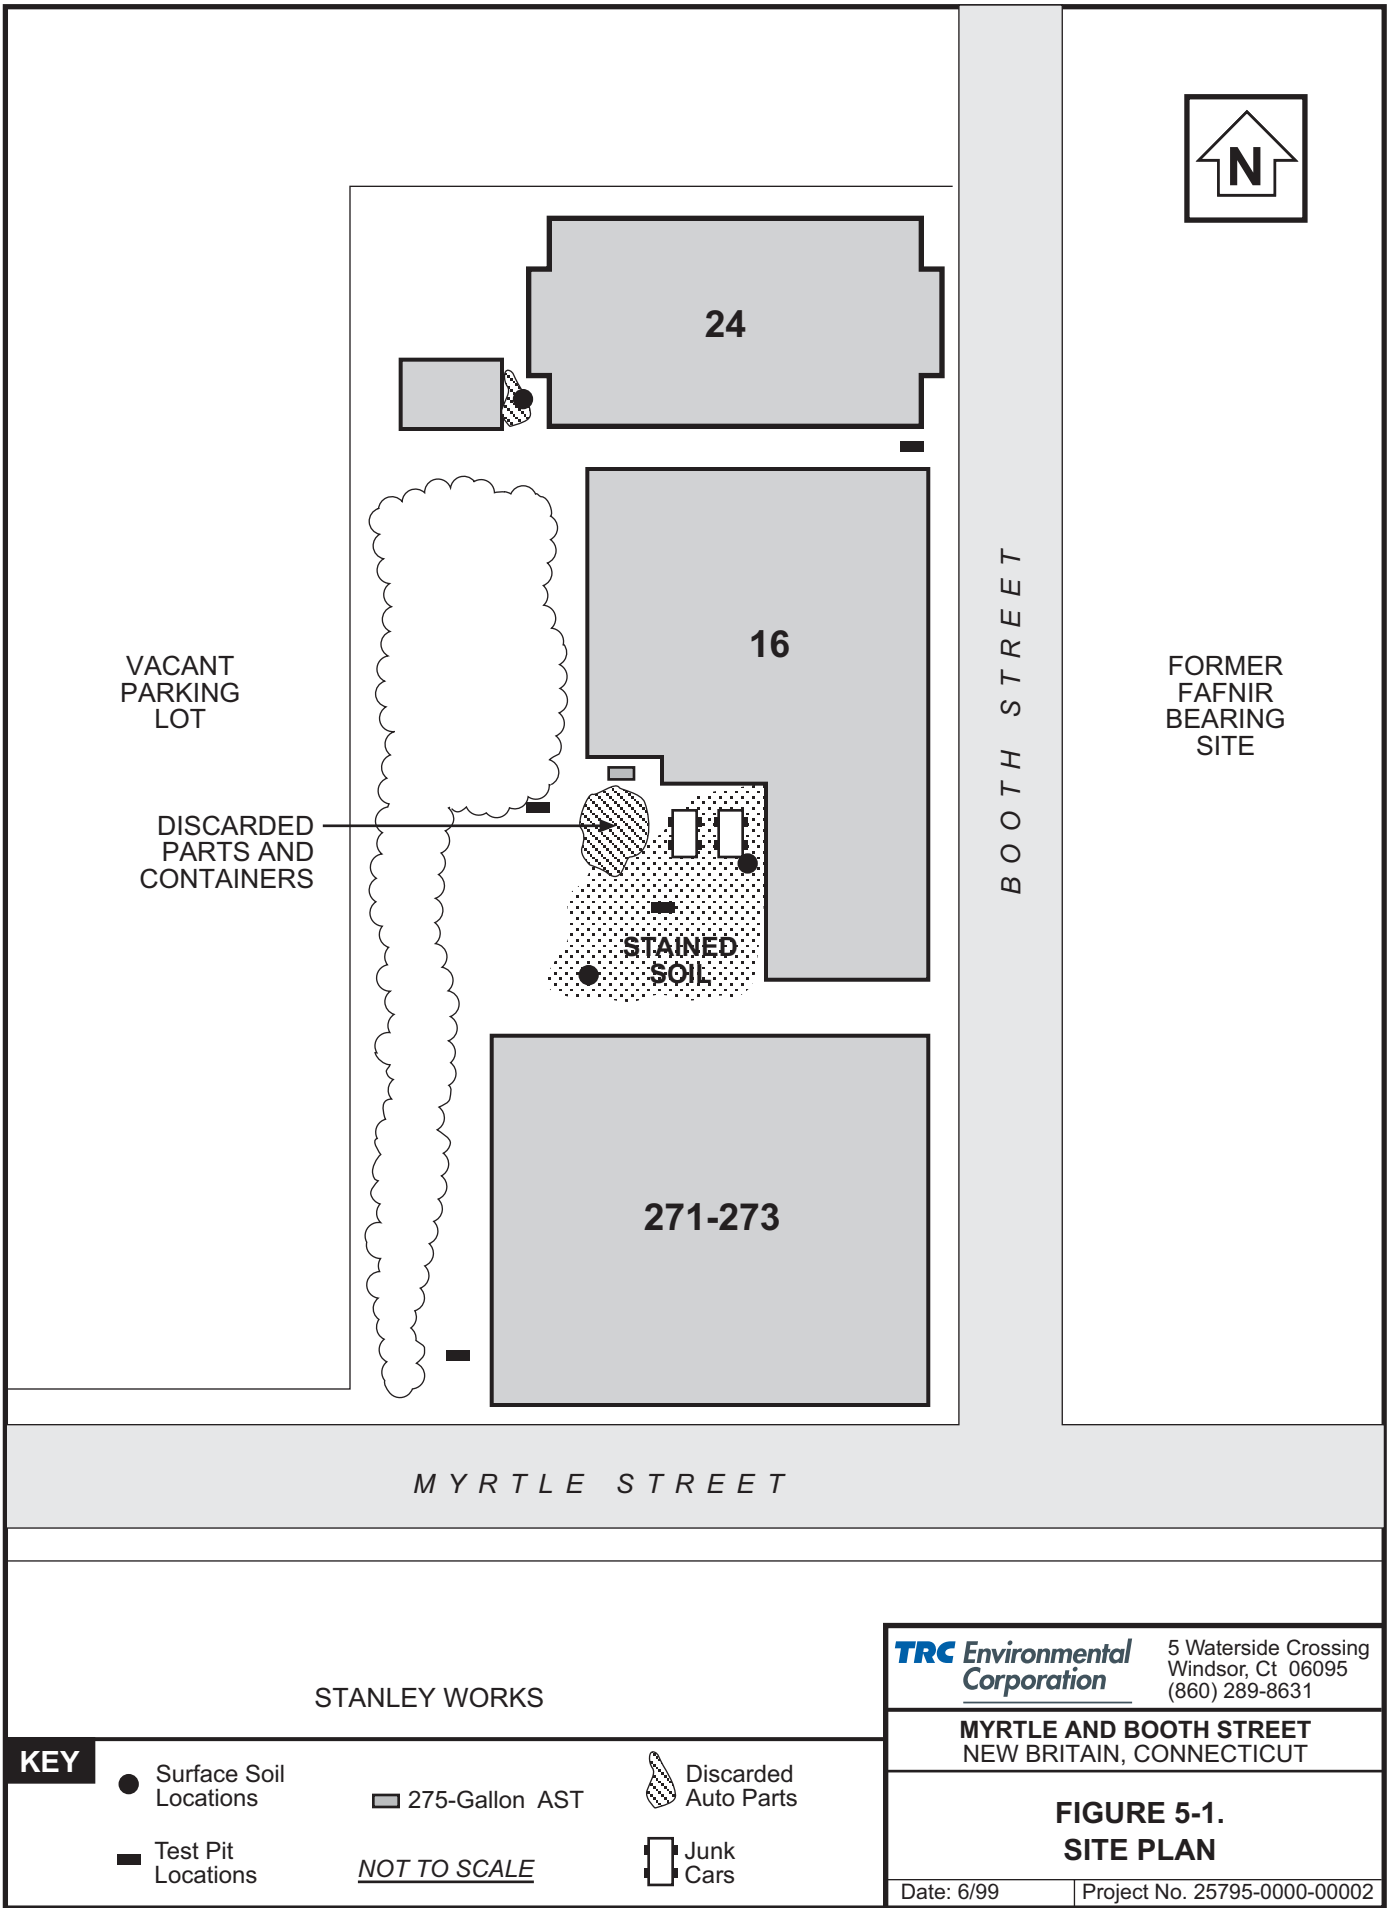 N
24
16
BOOTH STREET
VACANT
PARKING
LOT
FORMER
FAFNIR
BEARING
SITE
DISCARDED
PARTS AND
CONTAINERS
STAINED
SOIL
271-273
MYRTLE STREET
STANLEY WORKS
TRC Environmental
Corporation
5 Waterside Crossing
Windsor, Ct 06095
(860) 289-8631
MYRTLE AND BOOTH STREET
NEW BRITAIN, CONNECTICUT
FIGURE 5-1.
SITE PLAN
Date: 6/99
Project No. 25795-0000-00002
KEY
Surface Soil
Locations
275-Gallon AST
Discarded
Auto Parts
Test Pit
Locations
NOT TO SCALE
Junk
Cars